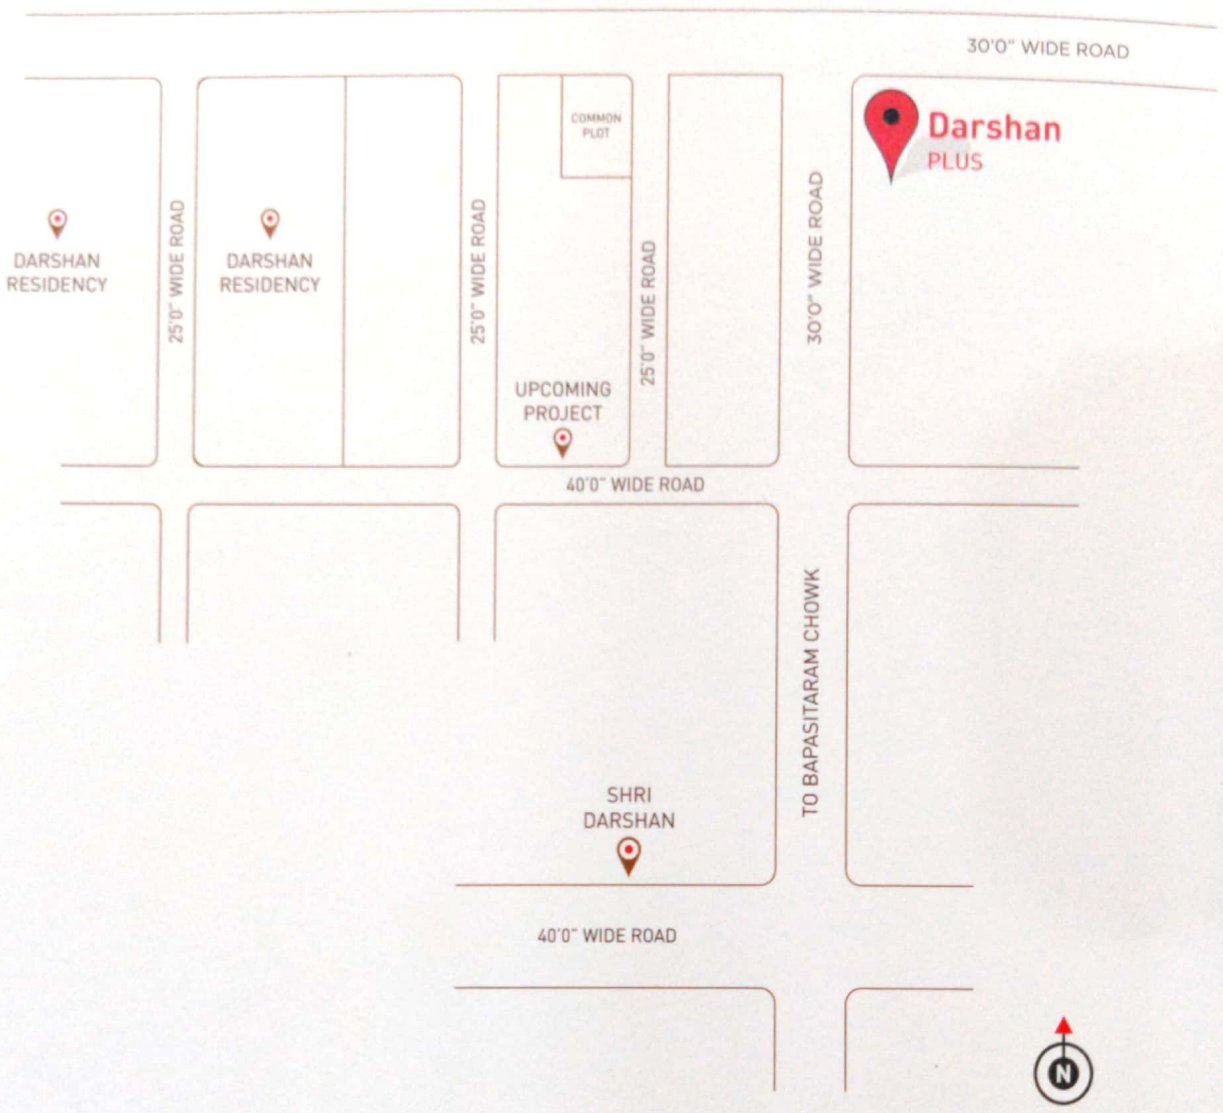 30'0" WIDE ROAD
COMMON
PLOT
Darshan
PLUS
DARSHAN
RESIDENCY
25'0" WIDE ROAD
DARSHAN
RESIDENCY
25'0" WIDE ROAD
25'0" WIDE ROAD
30'0" WIDE ROAD
UPCOMING
PROJECT
40'0" WIDE ROAD
TO BAPASITARAM CHOWK
SHRI
DARSHAN
40'0" WIDE ROAD
N